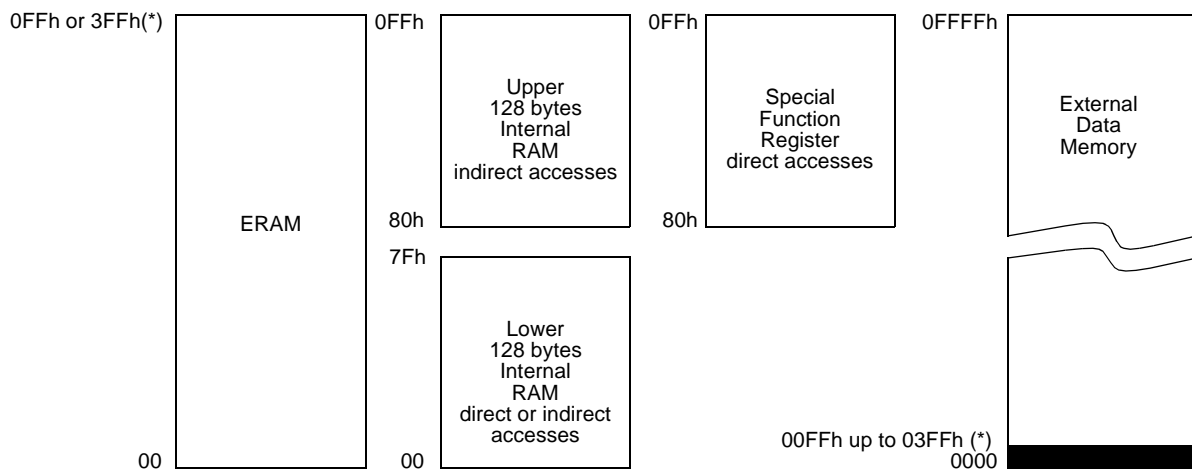 0FFh or 3FFh(*)
ERAM
00
0FFh
Upper
128 bytes
Internal
RAM
indirect accesses
80h
7Fh
Lower
128 bytes
Internal
RAM
direct or indirect
accesses
00
0FFh
Special
Function
Register
direct accesses
80h
0FFFFh
External
Data
Memory
00FFh up to 03FFh (*)
0000